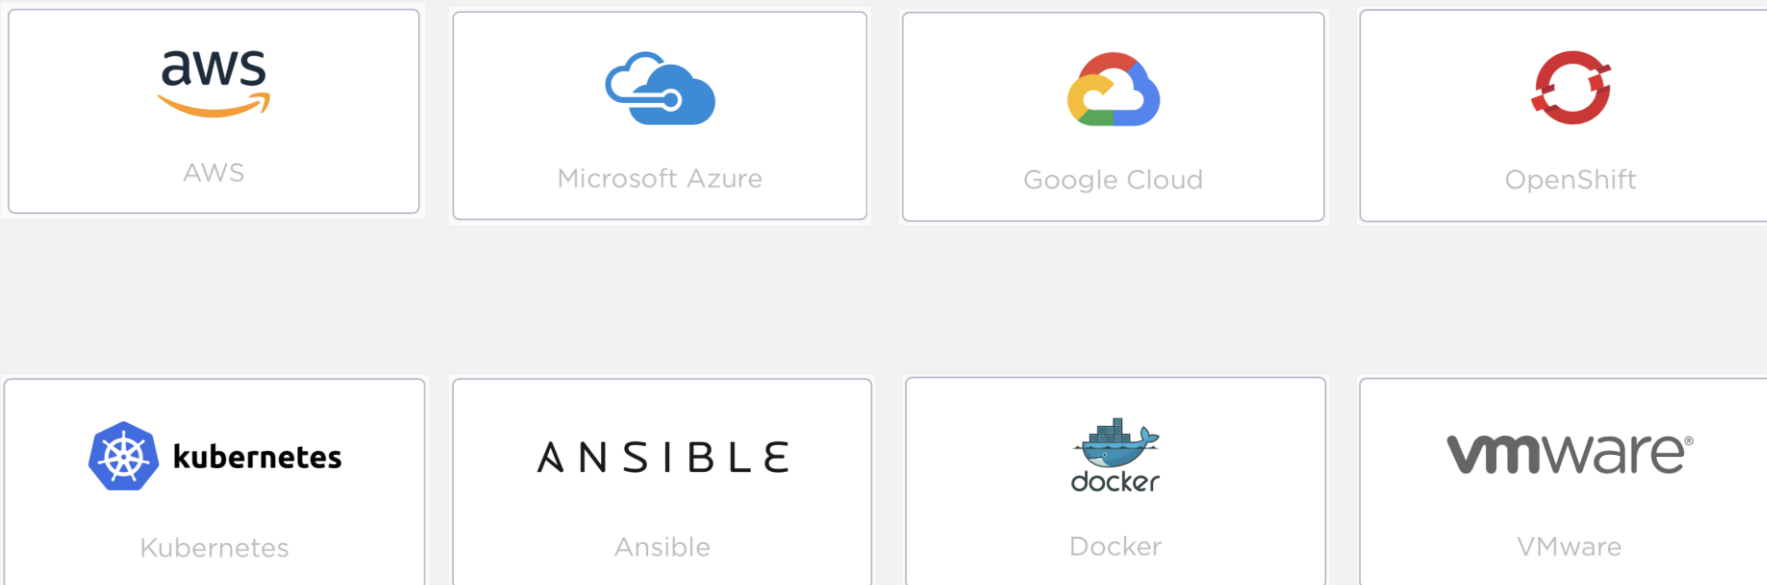 aws
AWS
Microsoft Azure
Google Cloud
OpenShift
kubernetes
Kubernetes
ANSIBLE
Ansible
docker
Docker
vmware®
VMware